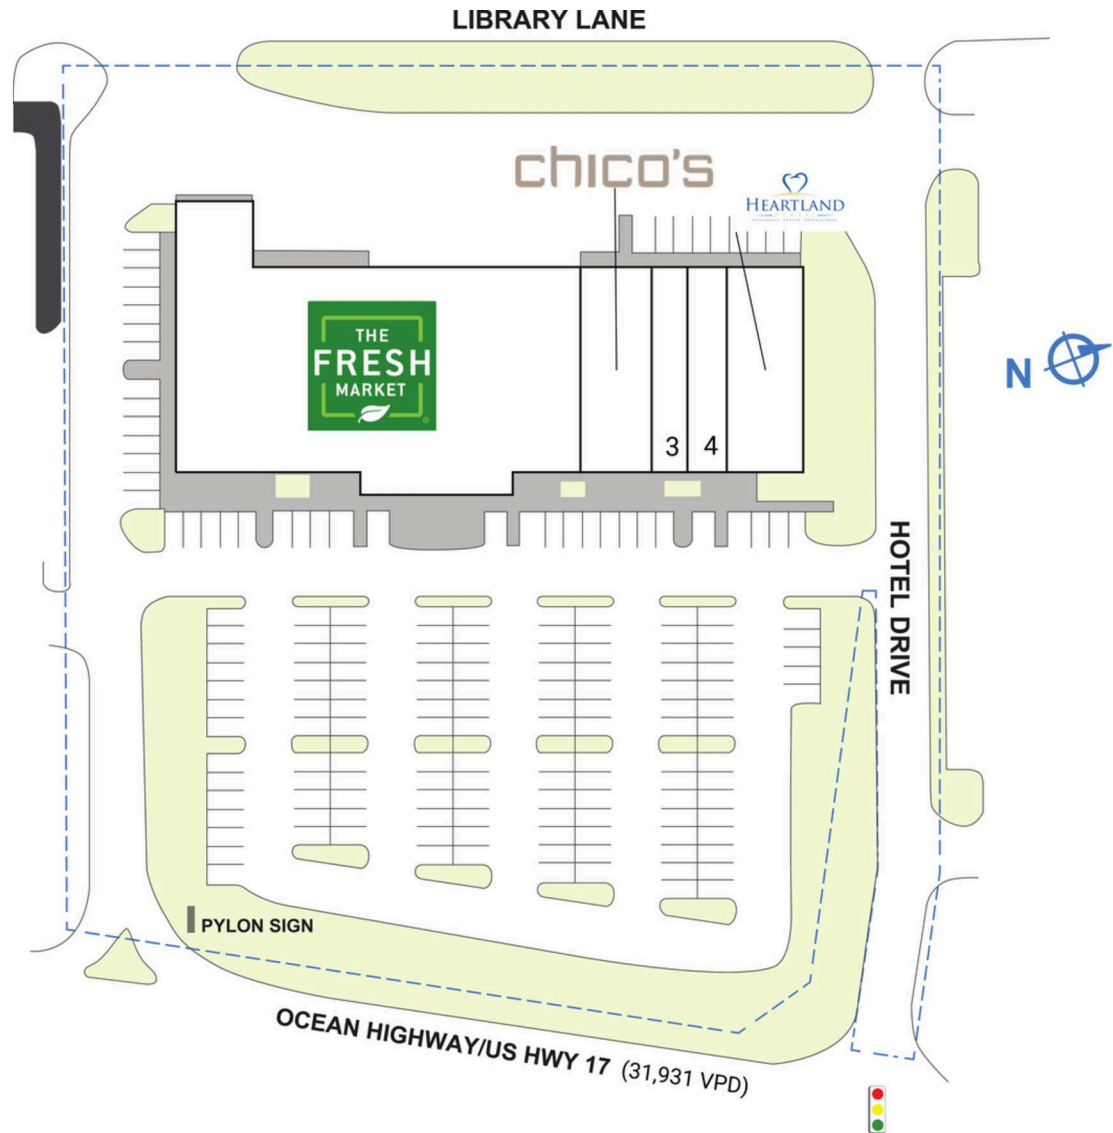 LIBRARY LANE
chico's
HEARTLAND
THE
FRESH
MARKET
N
3 4
HOTEL DRIVE
PYLON SIGN
OCEAN HIGHWAY/US HWY 17 (31,931 VPD)